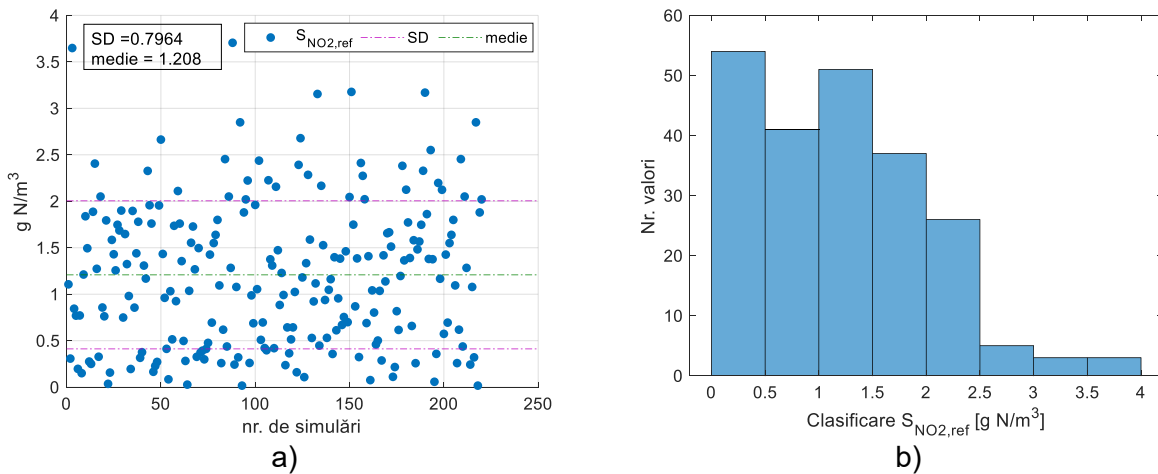 4
3.5
3
2.5
2
1.5
1
0.5
0
g N/m³
SD =0.7964
medie = 1.208
S_NO2,ref SD medie
0 50 100 150 200 250
nr. de simulări
a)
60
50
40
30
20
10
0
Nr. valori
0 0.5 1 1.5 2 2.5 3 3.5 4
Clasificare S_NO2,ref [g N/m³]
b)